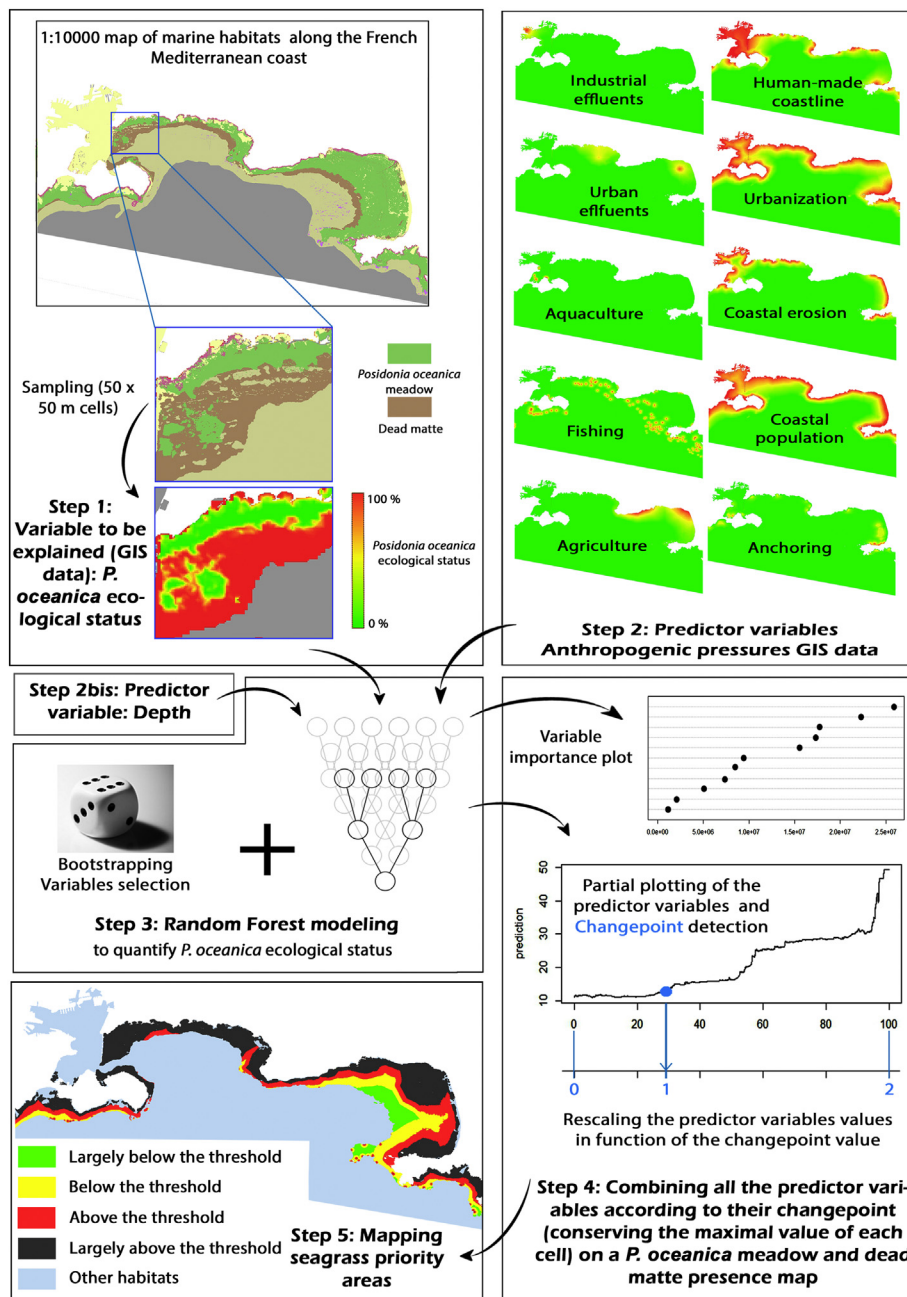 1:10000 map of marine habitats along the French
Mediterranean coast
Sampling (50 x
50 m cells)
Posidonia oceanica
meadow
Dead matte
Step 1:
Variable to be
explained (GIS
data): P.
oceanica eco-
logical status
100 %
Posidonia oceanica
ecological status
0 %
Industrial
effluents
Human-made
coastline
Urban
eflfuents
Urbanization
Aquaculture
Coastal erosion
Fishing
Coastal
population
Agriculture
Anchoring
Step 2: Predictor variables
Anthropogenic pressures GIS data
Step 2bis: Predictor
variable: Depth
Bootstrapping
Variables selection
+
Step 3: Random Forest modeling
to quantify P. oceanica ecological status
Variable
importance plot
0.0e+00 5.0e+06 1.0e+07 1.5e+07 2.0e+07 2.5e+07
Partial plotting of the
predictor variables and
Changepoint detection
prediction
50
40
30
20
10
0 20 40 60 80 100
0 1 2
Rescaling the predictor variables values
in function of the changepoint value
Step 4: Combining all the predictor vari-
ables according to their changepoint
(conserving the maximal value of each
cell) on a P. oceanica meadow and dead
matte presence map
Largely below the threshold
Below the threshold
Above the threshold
Largely above the threshold
Other habitats
Step 5: Mapping
seagrass priority
areas